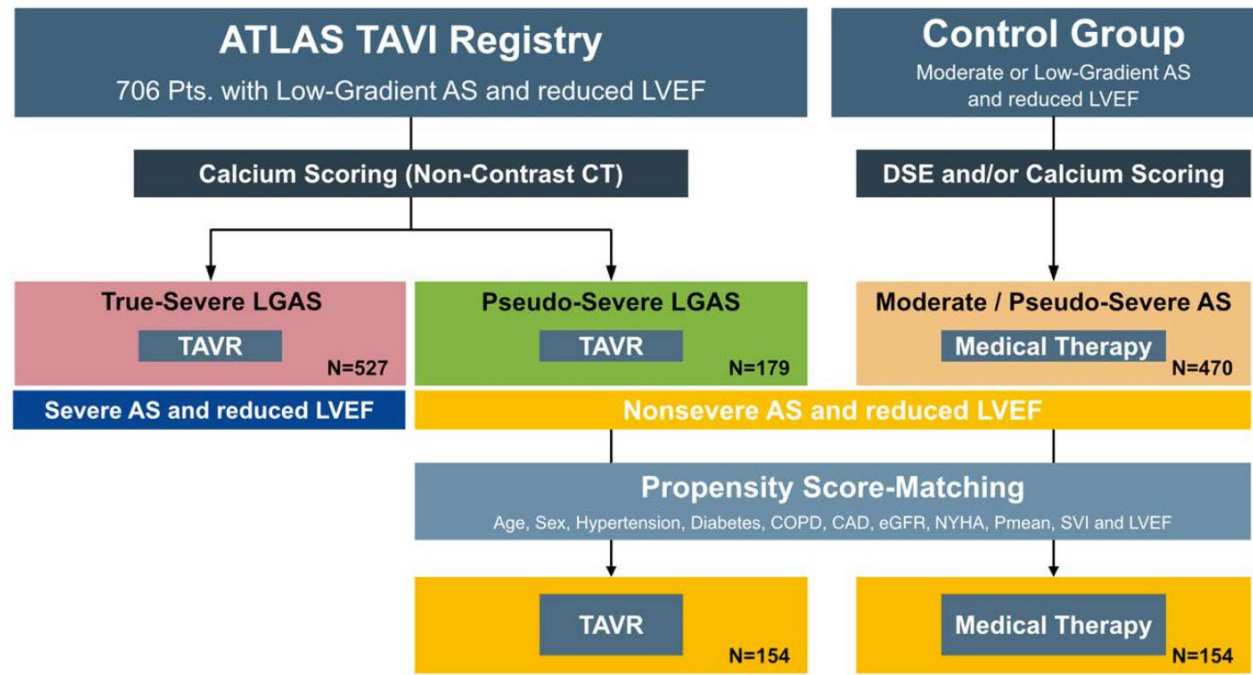 ATLAS TAVI Registry
706 Pts. with Low-Gradient AS and reduced LVEF
Control Group
Moderate or Low-Gradient AS
and reduced LVEF
Calcium Scoring (Non-Contrast CT)
DSE and/or Calcium Scoring
True-Severe LGAS
TAVR
N=527
Pseudo-Severe LGAS
TAVR
N=179
Moderate / Pseudo-Severe AS
Medical Therapy
N=470
Severe AS and reduced LVEF
Nonsevere AS and reduced LVEF
Propensity Score-Matching
Age, Sex, Hypertension, Diabetes, COPD, CAD, eGFR, NYHA, Pmean, SVI and LVEF
TAVR
N=154
Medical Therapy
N=154